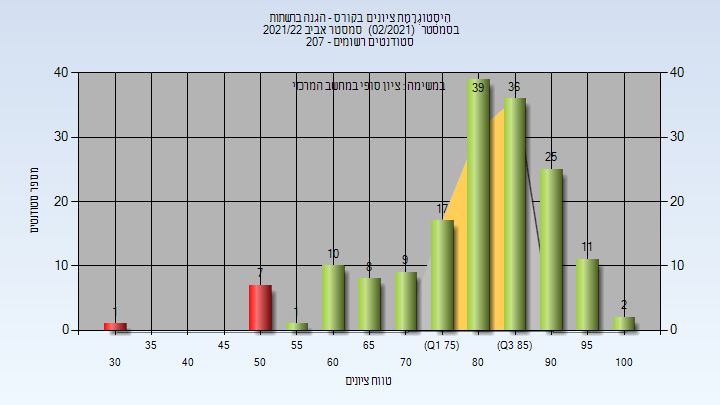 היסטוגרמת ציונים בקורס - הגנה ברשתות
בסמסטר (02/2021) סמסטר אביב 2021/22
סטודנטים רשומים - 207
במשימה : ציון סופי במחשב המרכזי
מספר סטודנטים
40 40
30 30
20 20
10 10
0 0
1 7 1 10 8 9 17 39 36 25 11 2
35 45 55 65 (Q1 75) (Q3 85) 95
30 40 50 60 70 80 90 100
טווח ציונים